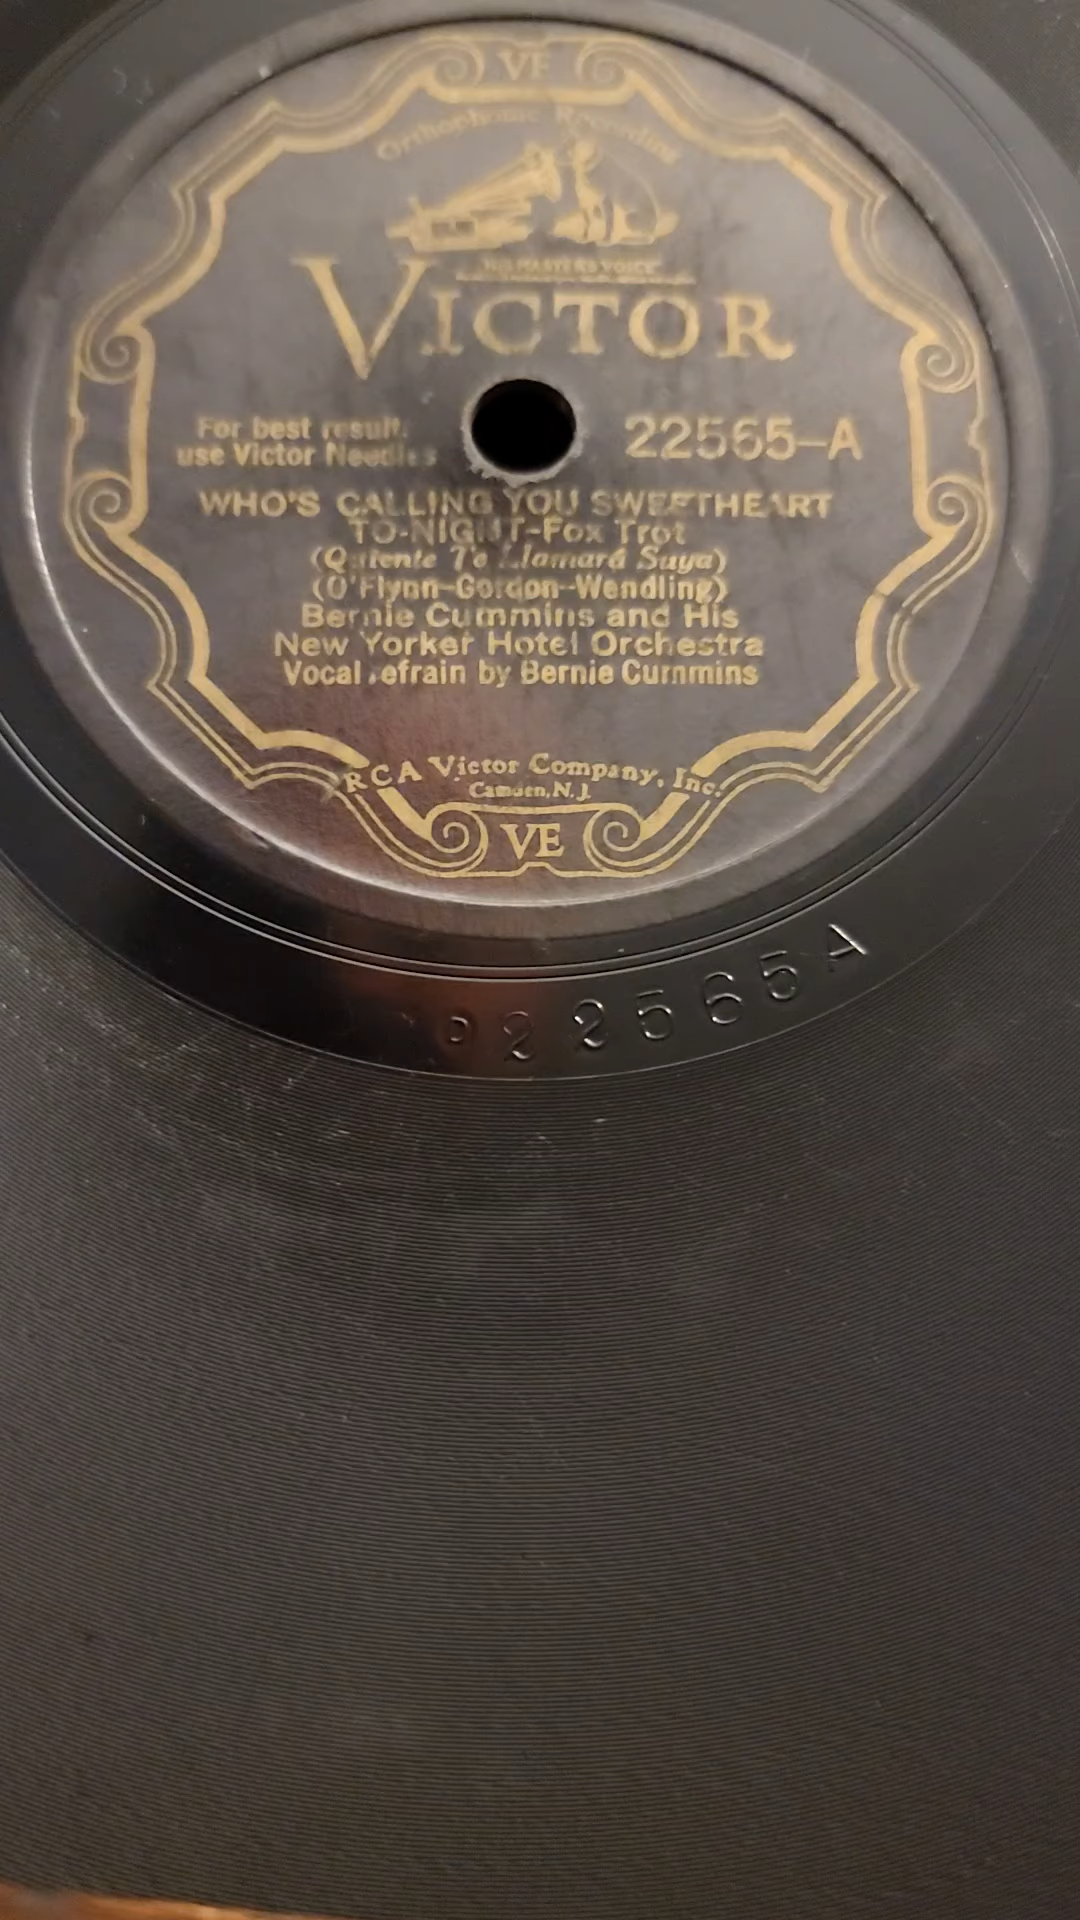 VE
Orthophonic Recording
"HIS MASTER'S VOICE"
VICTOR
For best results
use Victor Needles
22565-A
WHO'S CALLING YOU SWEETHEART
TO-NIGHT-Fox Trot
Te Llamará Suya)
(O'Flynn-Gordon-Wendling)
Bernie Cummins and His
New Yorker Hotel Orchestra
Vocal refrain by Bernie Cummins
RCA Victor Company, Inc.
Camden, N.J.
VE
22565A